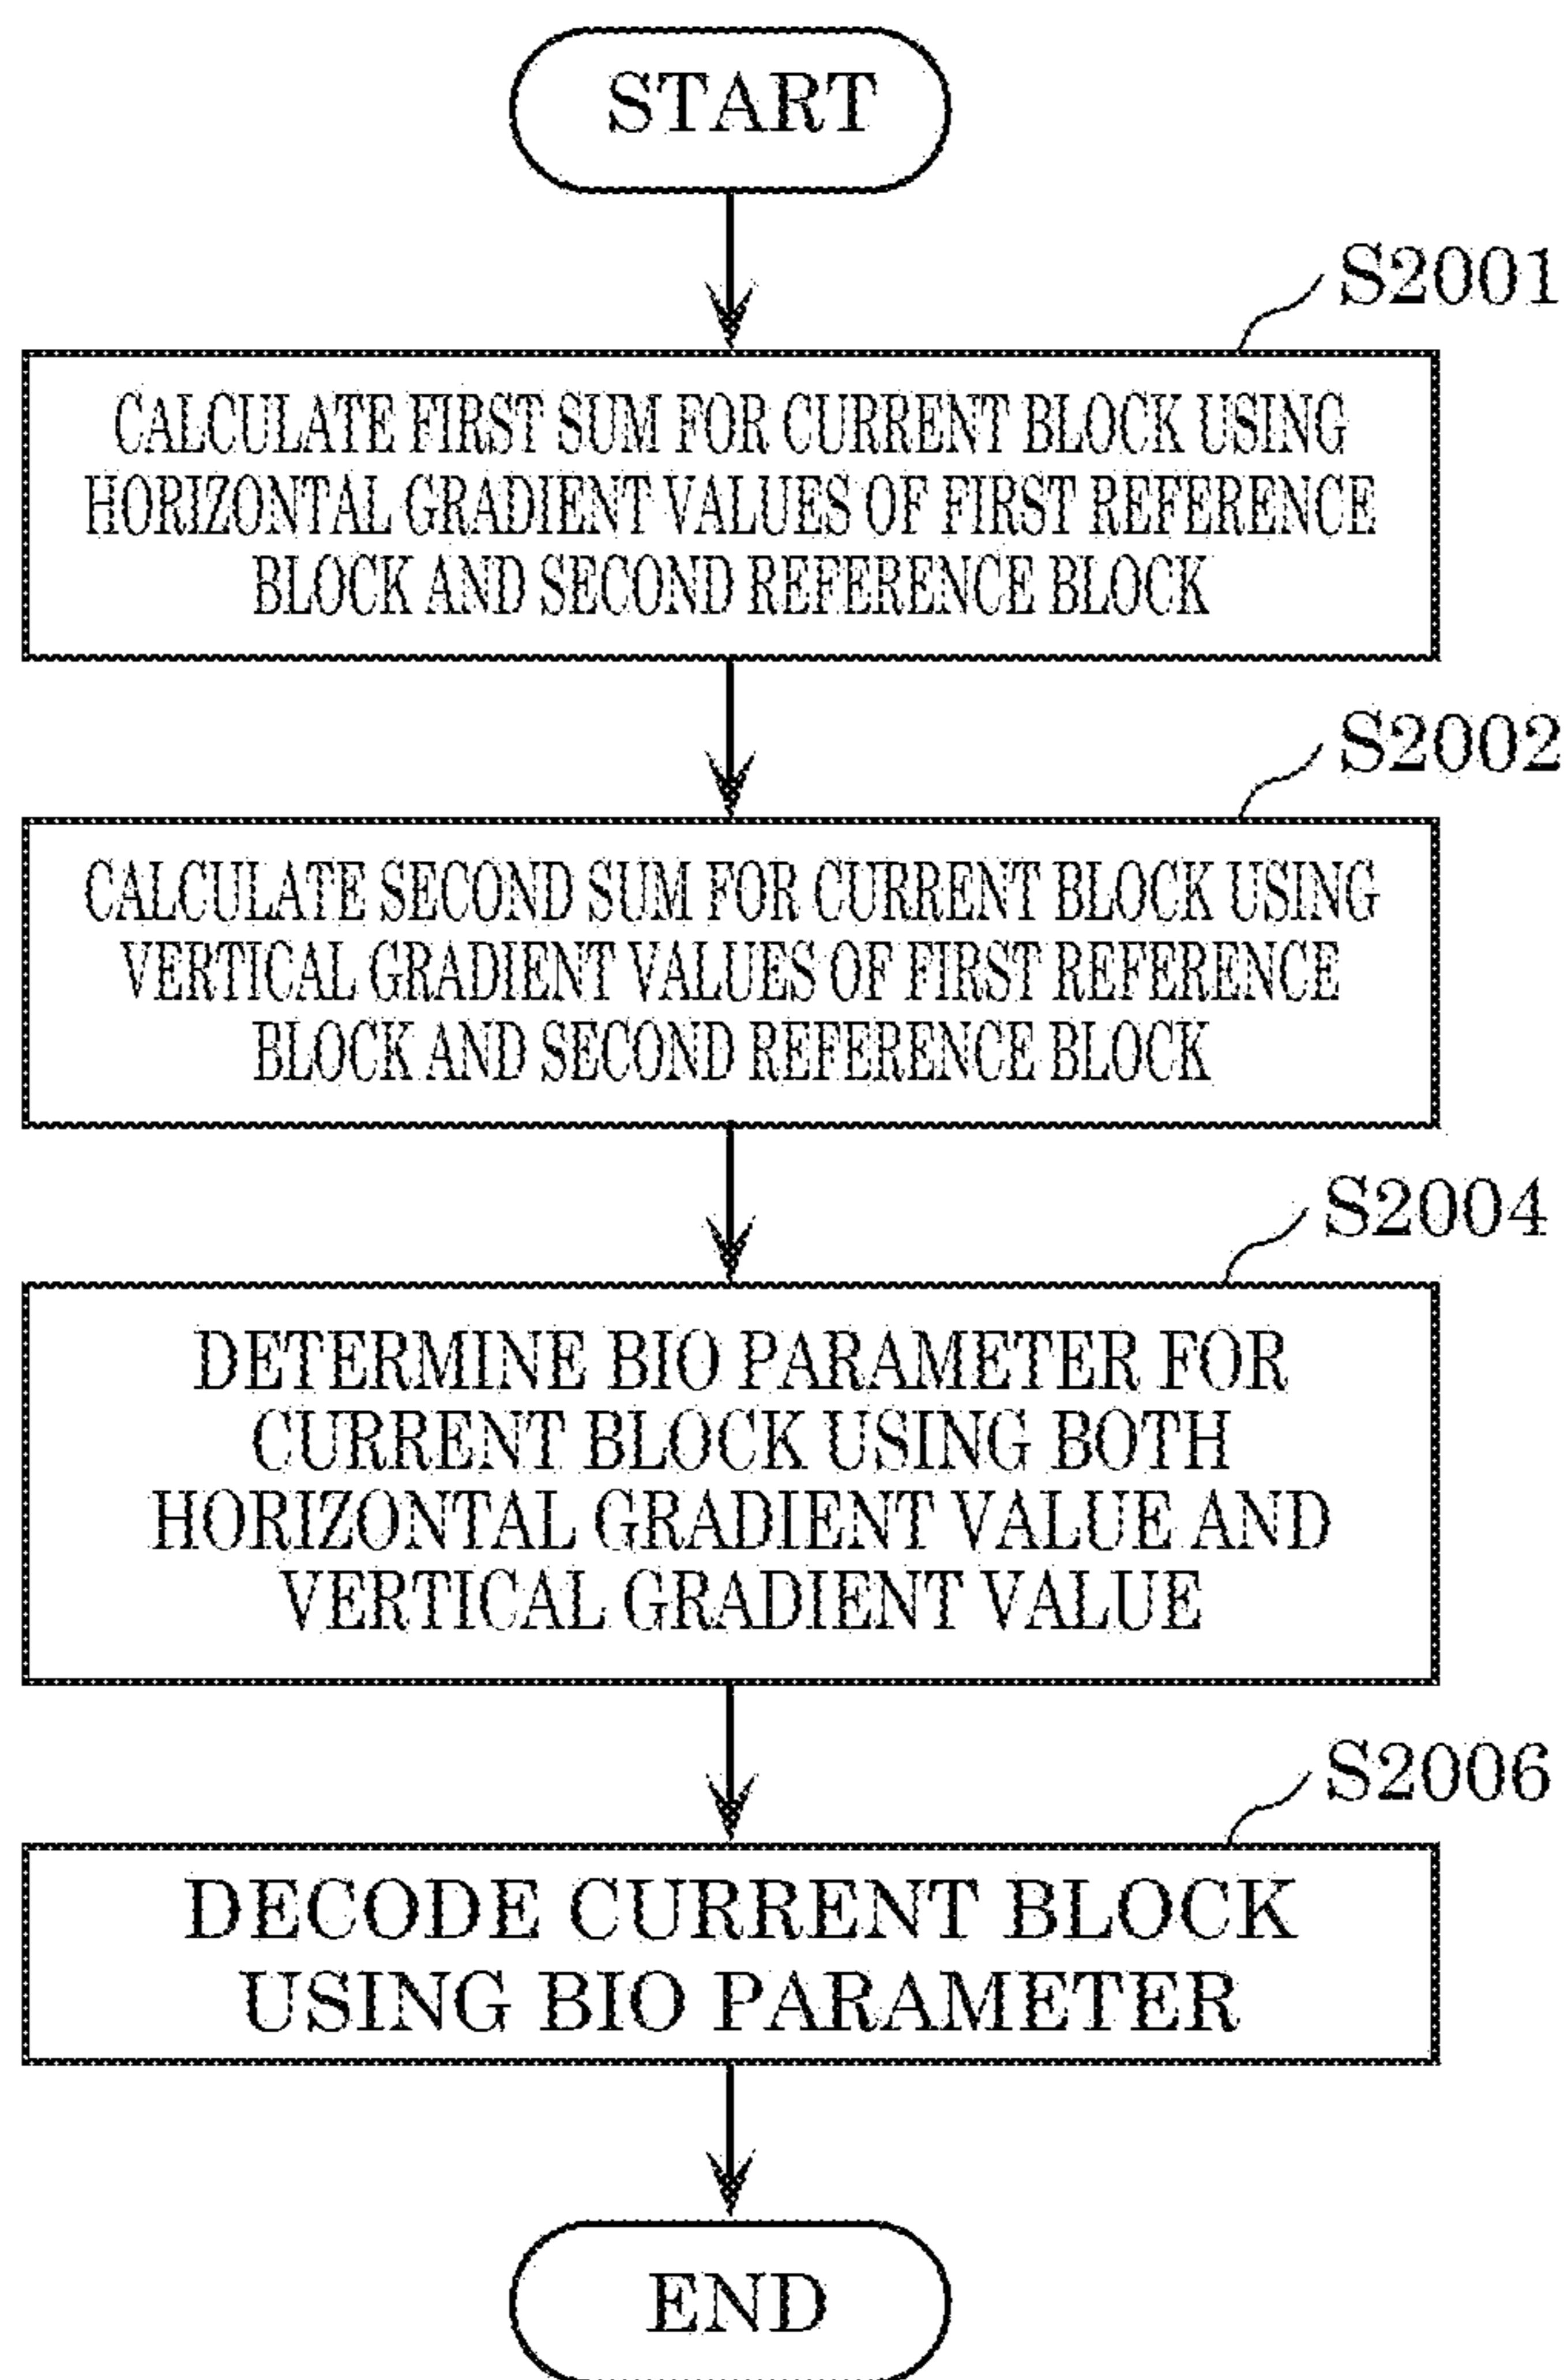 START
S2001
CALCULATE FIRST SUM FOR CURRENT BLOCK USING
HORIZONTAL GRADIENT VALUES OF FIRST REFERENCE
BLOCK AND SECOND REFERENCE BLOCK
S2002
CALCULATE SECOND SUM FOR CURRENT BLOCK USING
VERTICAL GRADIENT VALUES OF FIRST REFERENCE
BLOCK AND SECOND REFERENCE BLOCK
S2004
DETERMINE BIO PARAMETER FOR
CURRENT BLOCK USING BOTH
HORIZONTAL GRADIENT VALUE AND
VERTICAL GRADIENT VALUE
S2006
DECODE CURRENT BLOCK
USING BIO PARAMETER
END